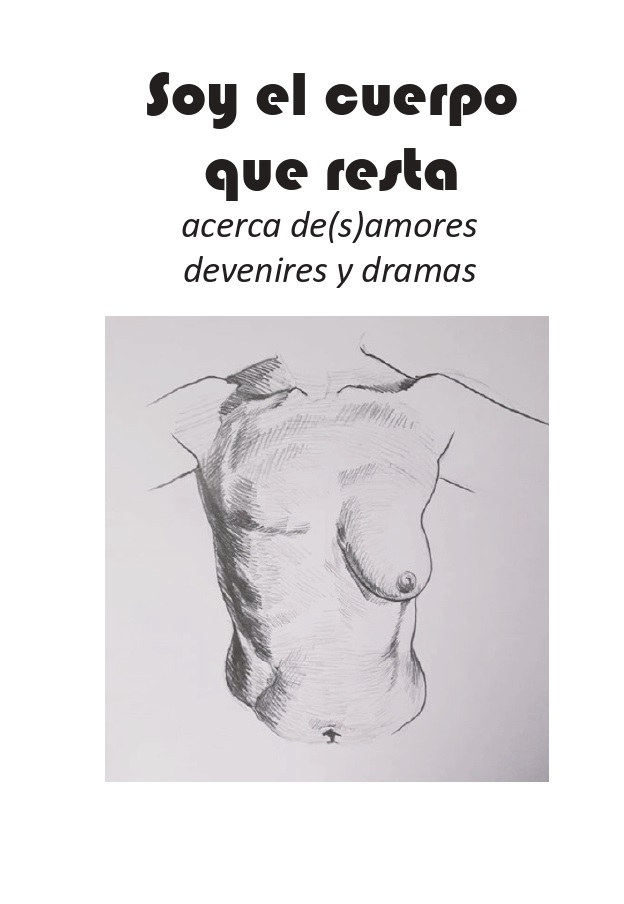 Soy el cuerpo
que resta
acerca de(s)amores
devenires y dramas